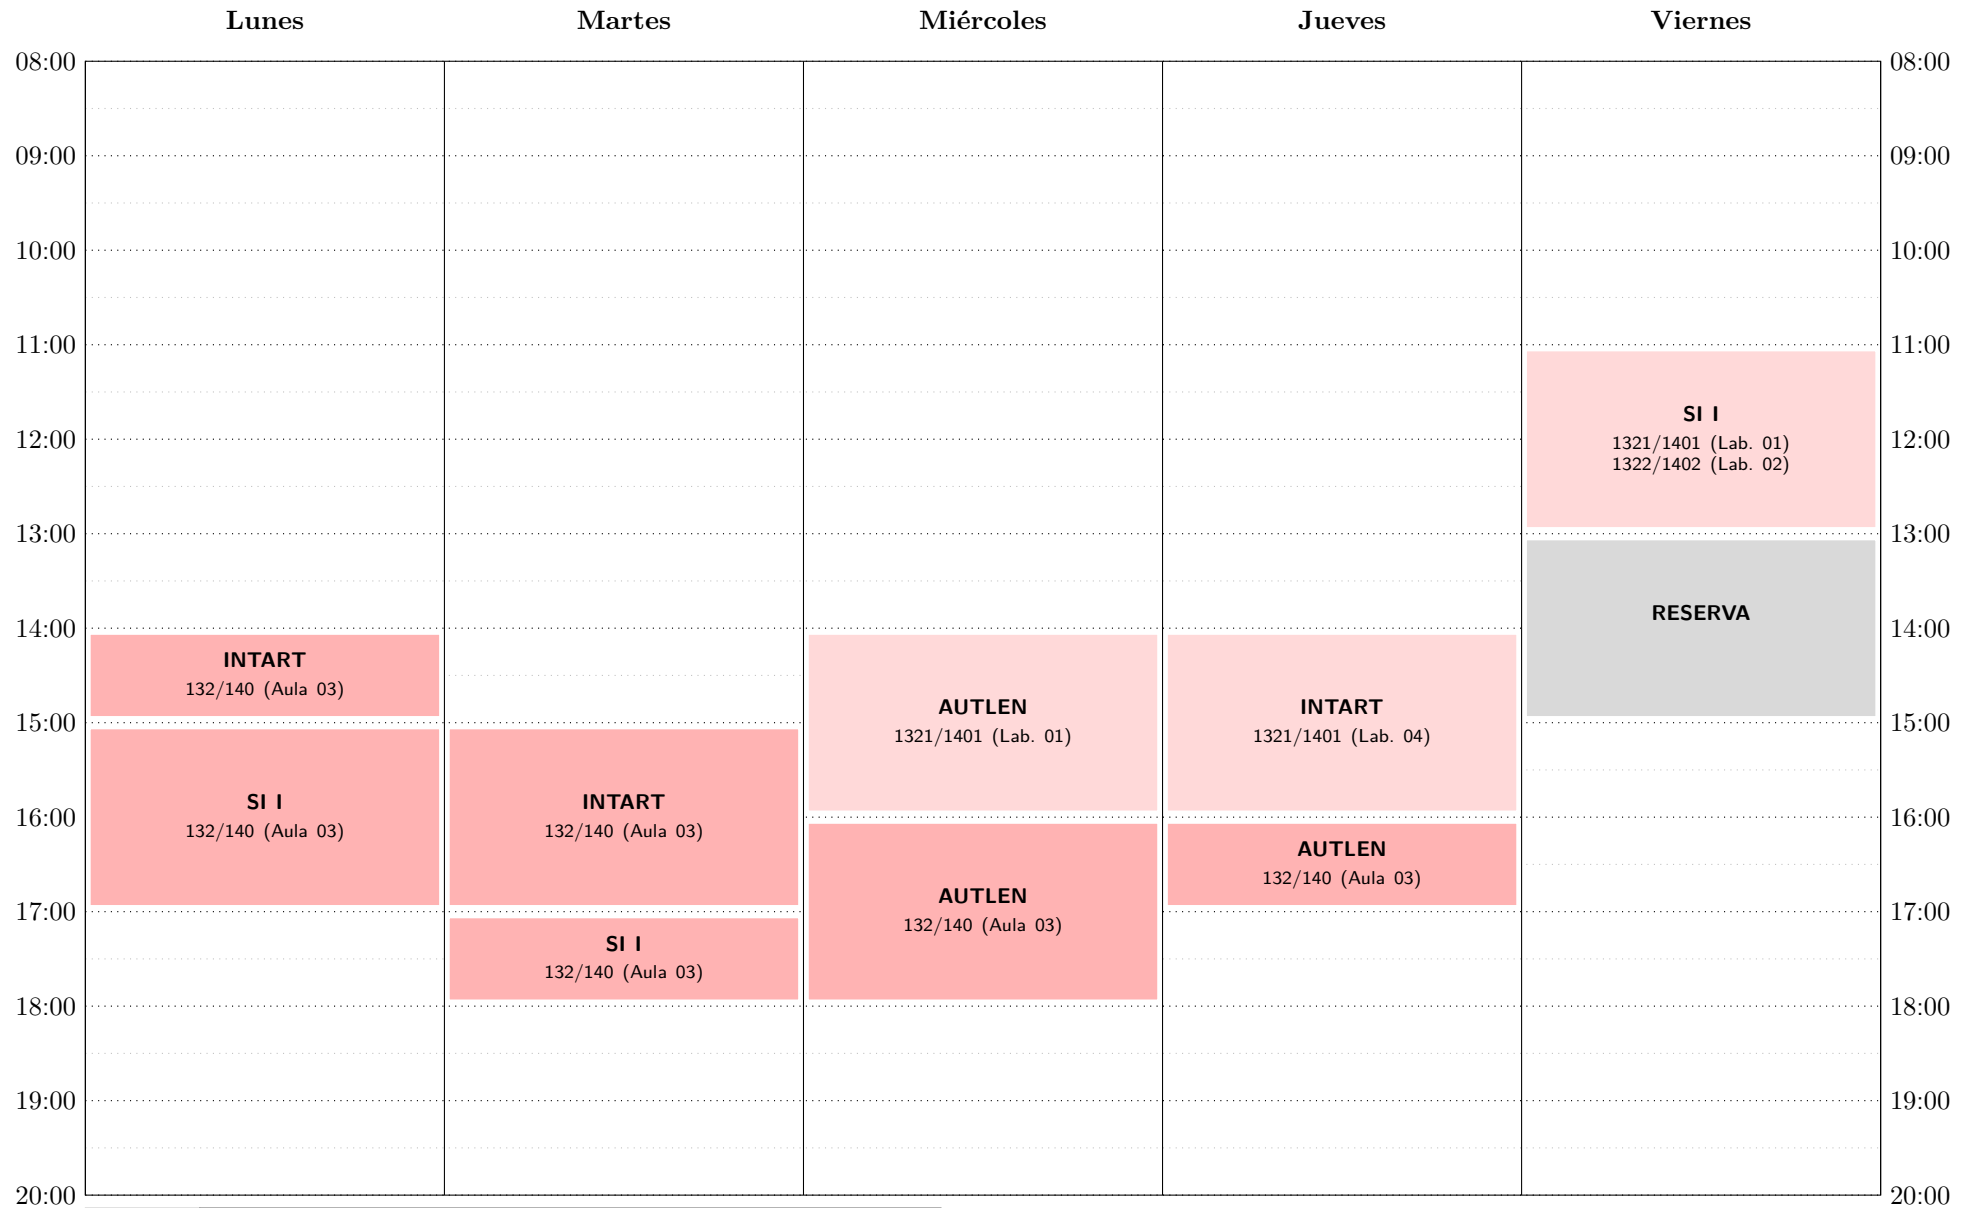 Lunes Martes Miércoles Jueves Viernes
08:00 08:00
09:00 09:00
10:00 10:00
11:00 11:00
SI I
12:00 12:00
1321/1401 (Lab. 01)
1322/1402 (Lab. 02)
13:00 13:00
RESERVA
14:00 14:00
INTART
132/140 (Aula 03)
AUTLEN
1321/1401 (Lab. 01)
INTART
1321/1401 (Lab. 04)
15:00 15:00
SI I
132/140 (Aula 03)
INTART
132/140 (Aula 03)
16:00 16:00
AUTLEN
132/140 (Aula 03)
AUTLEN
132/140 (Aula 03)
17:00 17:00
SI I
132/140 (Aula 03)
18:00 18:00
19:00 19:00
20:00 20:00